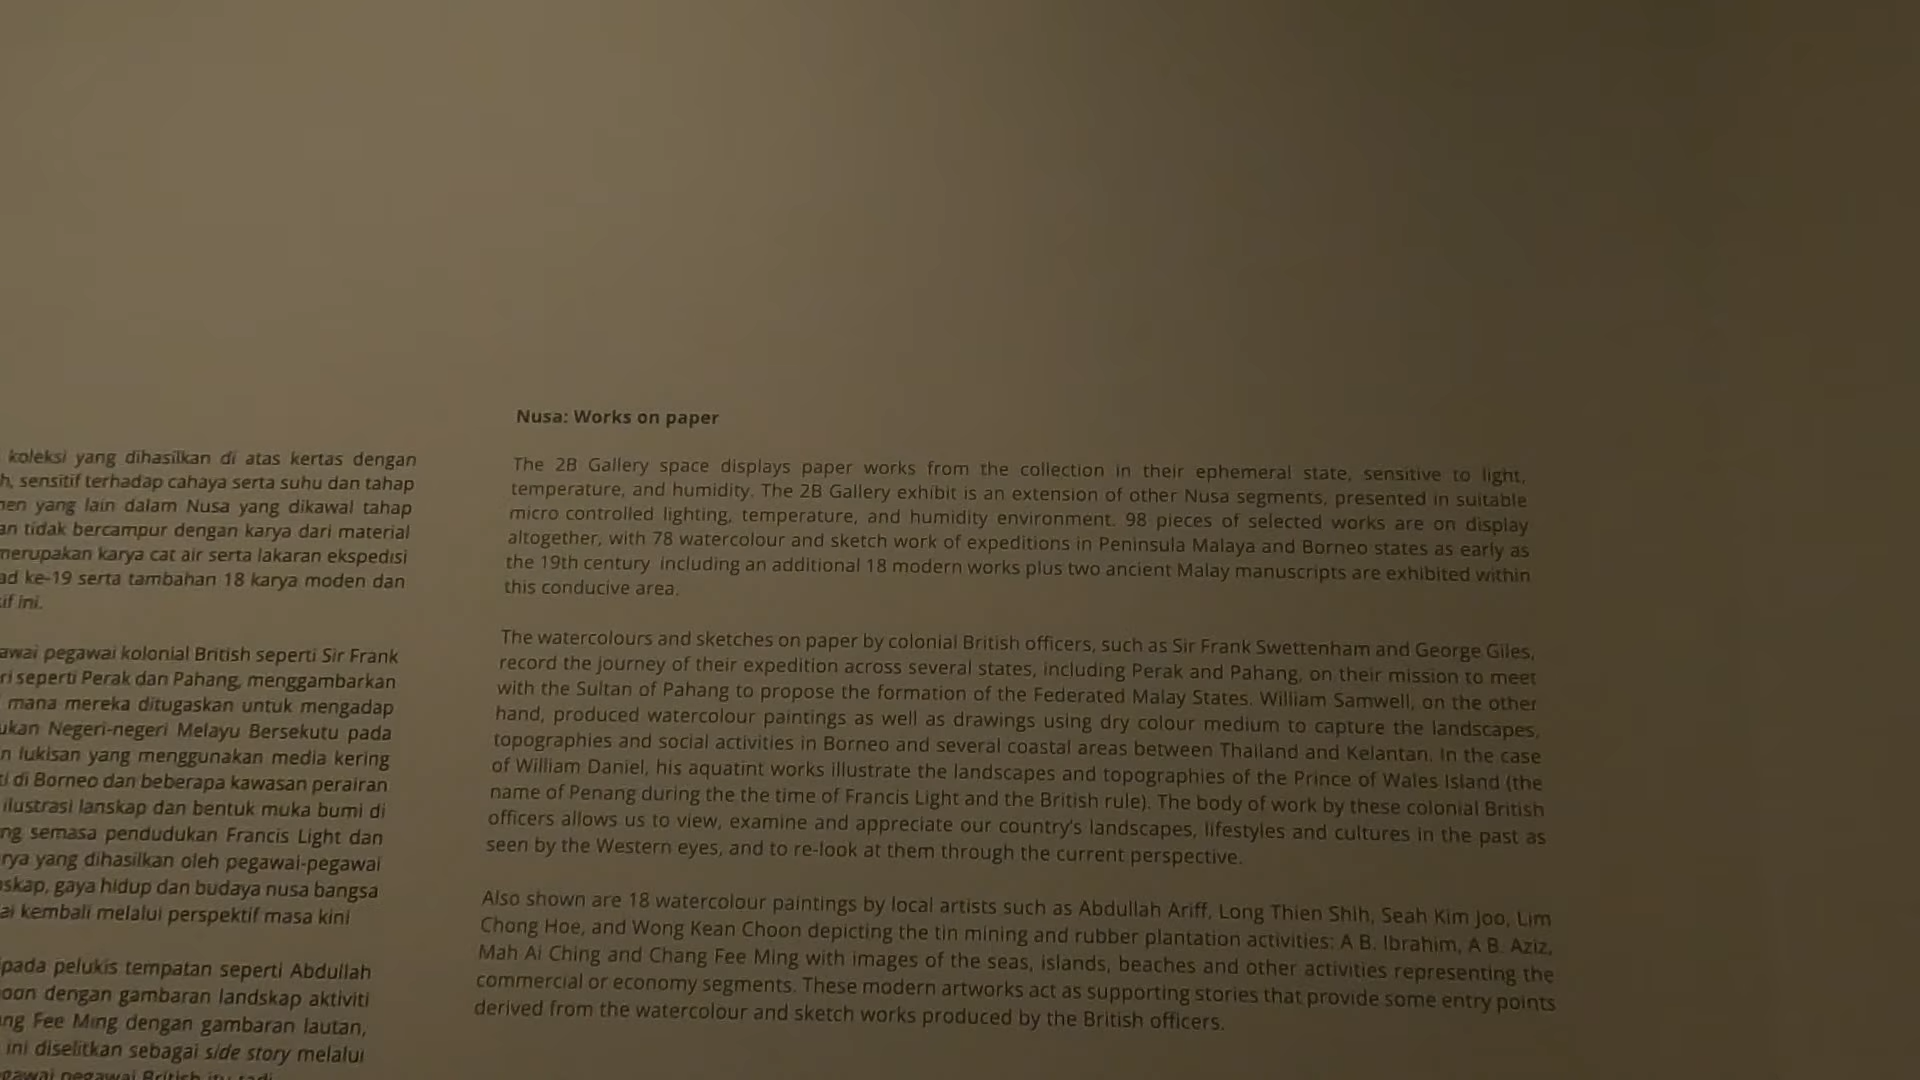 koleksi yang dihasilkan di atas kertas dengan
sensitif terhadap cahaya serta suhu dan tahap
yang lain dalam Nusa yang dikawal tahap
tidak bercampur dengan karya dari material
merupakan karya cat air serta lakaran ekspedisi
ke-19 serta tambahan 18 karya moden dan
ini.
pegawai kolonial British seperti Sir Frank
seperti Perak dan Pahang, menggambarkan
mana mereka ditugaskan untuk mengadap
Negeri-negeri Melayu Bersekutu pada
lukisan yang menggunakan media kering
di Borneo dan beberapa kawasan perairan
ilustrasi lanskap dan bentuk muka bumi di
semasa pendudukan Francis Light dan
yang dihasilkan oleh pegawai-pegawai
gaya hidup dan budaya nusa bangsa
kembali melalui perspektif masa kini
pelukis tempatan seperti Abdullah
dengan gambaran landskap aktiviti
Fee Ming dengan gambaran lautan,
ini diselitkan sebagai side story melalui
pegawai British itu tadi
Nusa: Works on paper
The 2B Gallery space displays paper works from the collection in their ephemeral state, sensitive to light,
temperature, and humidity. The 2B Gallery exhibit is an extension of other Nusa segments, presented in suitable
micro controlled lighting, temperature, and humidity environment. 98 pieces of selected works are on display
altogether, with 78 watercolour and sketch work of expeditions in Peninsula Malaya and Borneo states as early as
the 19th century including an additional 18 modern works plus two ancient Malay manuscripts are exhibited within
this conducive area.
The watercolours and sketches on paper by colonial British officers, such as Sir Frank Swettenham and George Giles,
record the journey of their expedition across several states, including Perak and Pahang, on their mission to meet
with the Sultan of Pahang to propose the formation of the Federated Malay States. William Samwell, on the other
hand, produced watercolour paintings as well as drawings using dry colour medium to capture the landscapes,
topographies and social activities in Borneo and several coastal areas between Thailand and Kelantan. In the case
of William Daniel, his aquatint works illustrate the landscapes and topographies of the Prince of Wales Island (the
name of Penang during the the time of Francis Light and the British rule). The body of work by these colonial British
officers allows us to view, examine and appreciate our country's landscapes, lifestyles and cultures in the past as
seen by the Western eyes, and to re-look at them through the current perspective.
Also shown are 18 watercolour paintings by local artists such as Abdullah Ariff, Long Thien Shih, Seah Kim Joo, Lim
Chong Hoe, and Wong Kean Choon depicting the tin mining and rubber plantation activities: A B. Ibrahim, A B. Aziz,
Mah Ai Ching and Chang Fee Ming with images of the seas, islands, beaches and other activities representing the
commercial or economy segments. These modern artworks act as supporting stories that provide some entry points
derived from the watercolour and sketch works produced by the British officers.